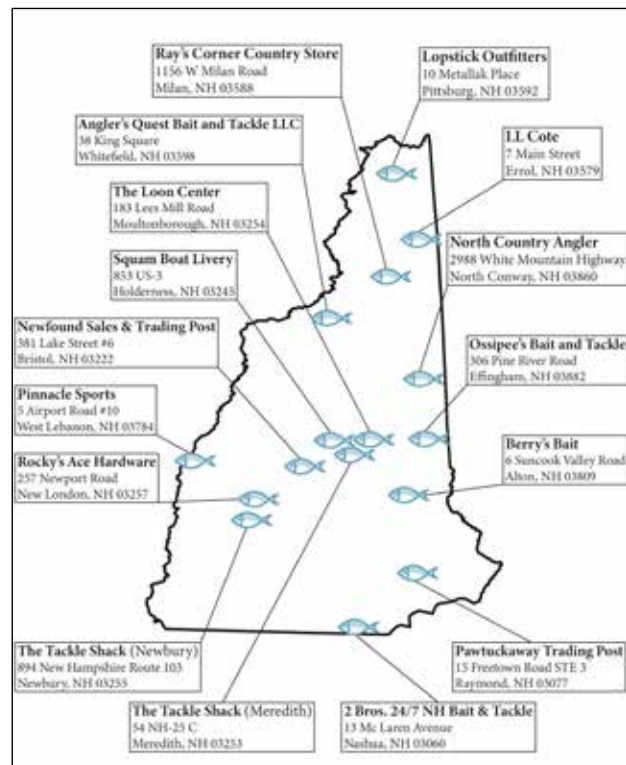 Ray's Corner Country Store
1156 W Milan Road
Milan, NH 03588
Lopstick Outfitters
10 Metallak Place
Pittsburg, NH 03592
Angler's Quest Bait and Tackle LLC
38 King Square
Whitefield, NH 03598
LL Cote
7 Main Street
Errol, NH 03579
The Loon Center
183 Lees Mill Road
Moultonborough, NH 03254
North Country Angler
2988 White Mountain Highway
North Conway, NH 03860
Squam Boat Livery
853 US-3
Holderness, NH 03245
Newfound Sales & Trading Post
381 Lake Street #6
Bristol, NH 03222
Ossipee's Bait and Tackle
306 Pine River Road
Effingham, NH 03882
Pinnacle Sports
5 Airport Road #10
West Lebanon, NH 03784
Berry's Bait
6 Suncook Valley Road
Alton, NH 03809
Rocky's Ace Hardware
257 Newport Road
New London, NH 03257
The Tackle Shack (Newbury)
894 New Hampshire Route 103
Newbury, NH 03255
Pawtuckaway Trading Post
15 Freetown Road STE 3
Raymond, NH 03077
The Tackle Shack (Meredith)
54 NH-25 C
Meredith, NH 03253
2 Bros. 24/7 NH Bait & Tackle
13 Mc Laren Avenue
Nashua, NH 03060